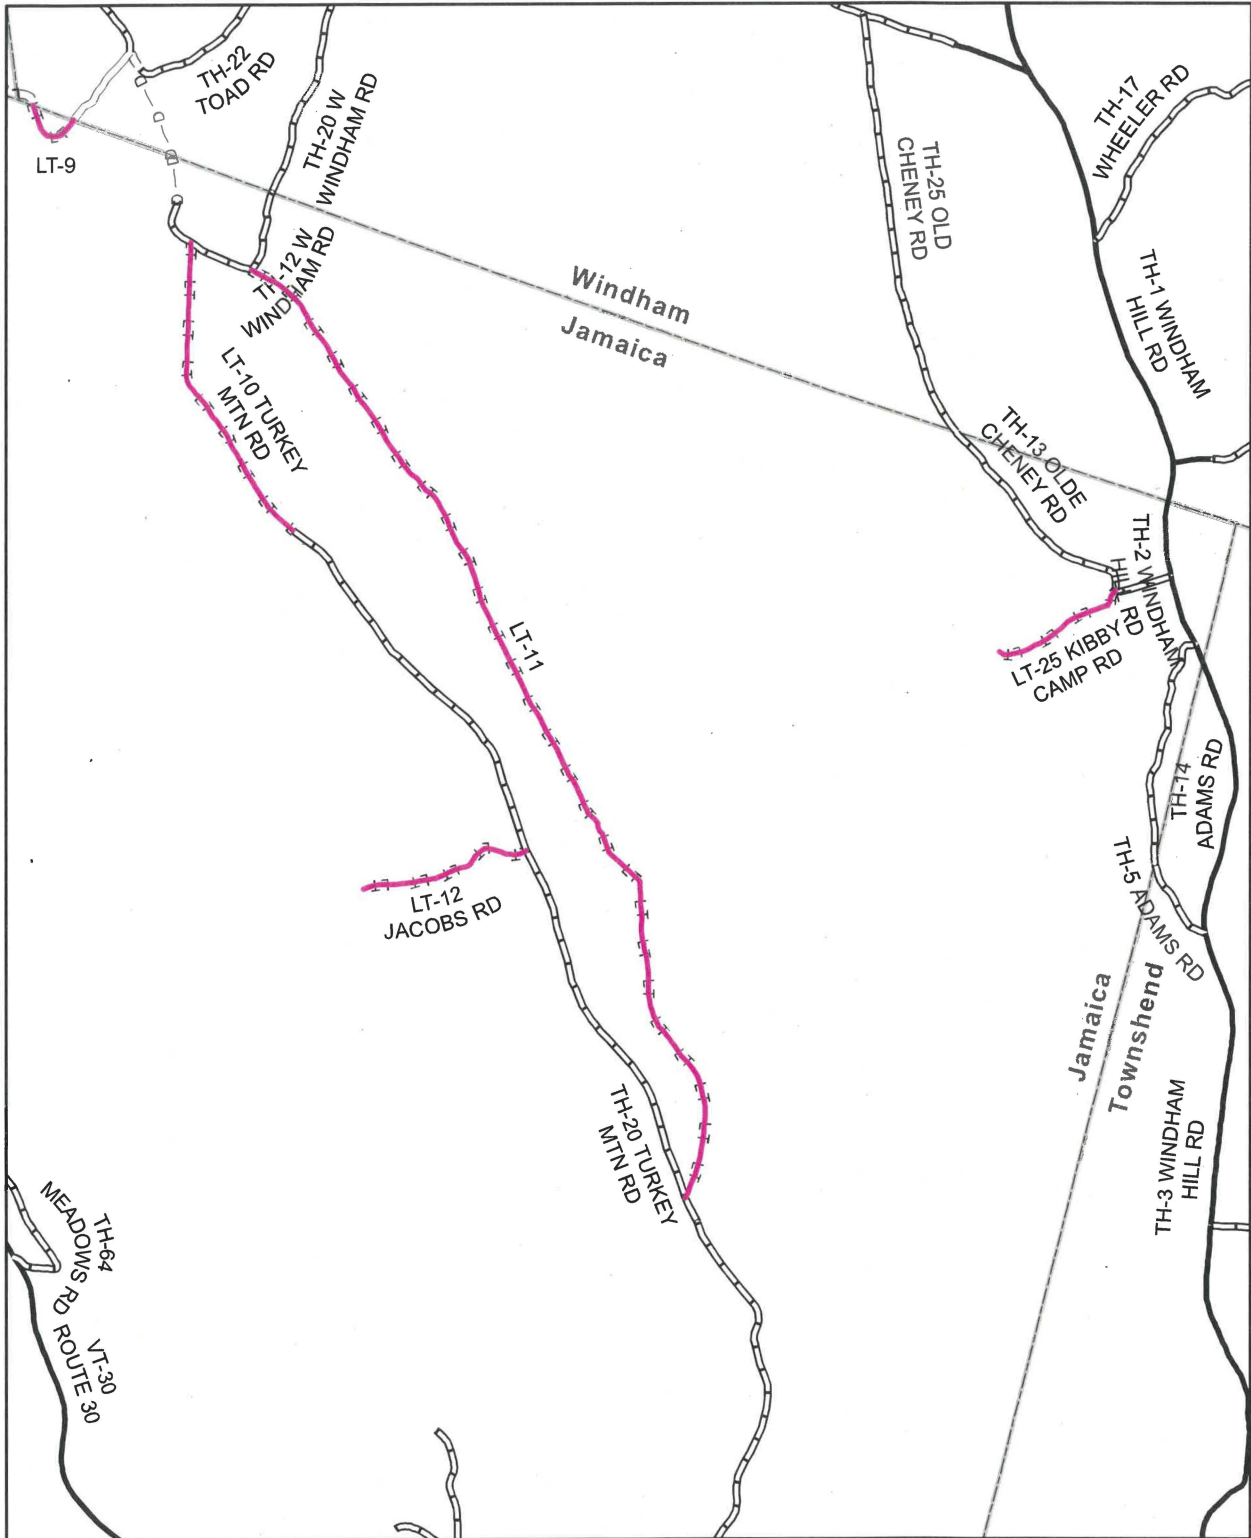 TH-22
TOAD RD
TH-20 W
WINDHAM RD
TH-17
WHEELER RD
LT-9
TH-25 OLD
CHENEY RD
TH-12 W
WINDHAM RD
Windham
Jamaica
TH-1 WINDHAM
HILL RD
LT-10 TURKEY
MTN RD
TH-13 OLDE
CHENEY RD
TH-2 WINDHAM
HILL RD
LT-11
LT-25 KIBBY
CAMP RD
TH-14
ADAMS RD
LT-12
JACOBS RD
TH-5 ADAMS RD
Jamaica
Townshend
TH-20 TURKEY
MTN RD
TH-3 WINDHAM
HILL RD
TH-64
MEADOWS RD
VT-30
ROUTE 30